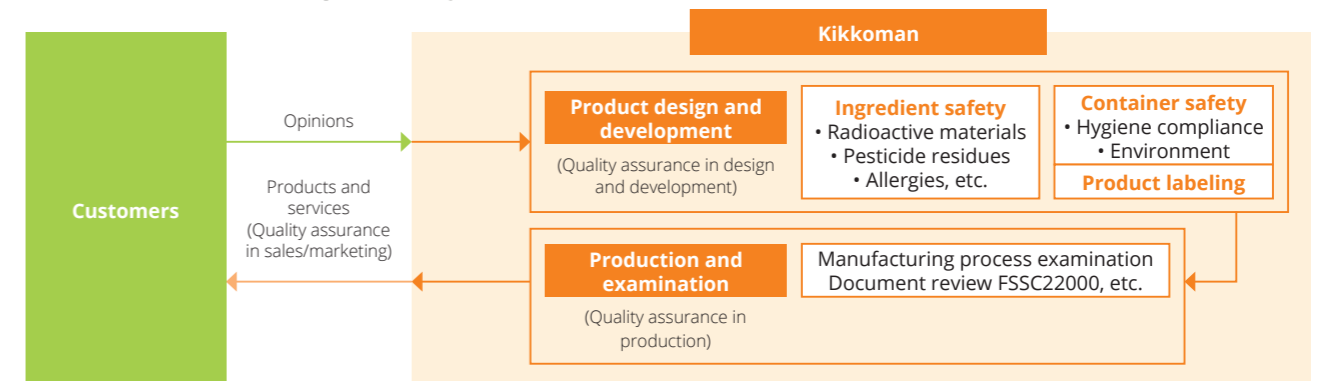 Kikkoman
Customers
Opinions
Products and
services
(Quality assurance
in sales/marketing)
Product design and
development
(Quality assurance in design
and development)
Ingredient safety
• Radioactive materials
• Pesticide residues
• Allergies, etc.
Container safety
• Hygiene compliance
• Environment
Product labeling
Production and
examination
(Quality assurance in
production)
Manufacturing process examination
Document review FSSC22000, etc.